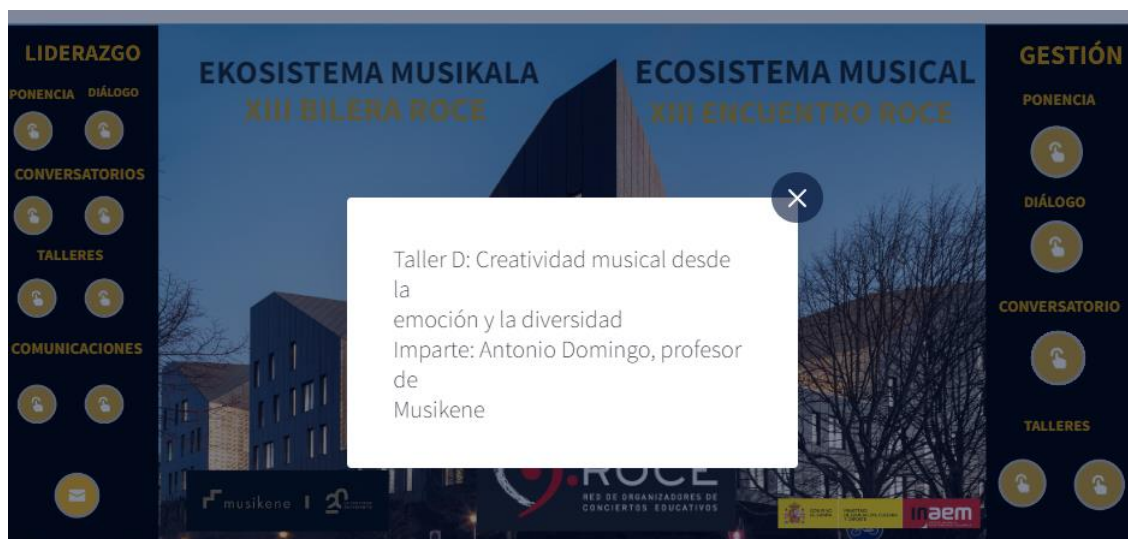 LIDERAZGO
PONENCIA DIÁLOGO
CONVERSATORIOS
TALLERES
COMUNICACIONES
EKOSISTEMA MUSIKALA
XIII BILERA ROCE
ECOSISTEMA MUSICAL
XIII ENCUENTRO ROCE
Taller D: Creatividad musical desde
la
emoción y la diversidad
Imparte: Antonio Domingo, profesor
de
Musikene
musikene
20
ROCE
RED DE ORGANIZADORES DE
CONCIERTOS EDUCATIVOS
inaem
GESTIÓN
PONENCIA
DIÁLOGO
CONVERSATORIO
TALLERES